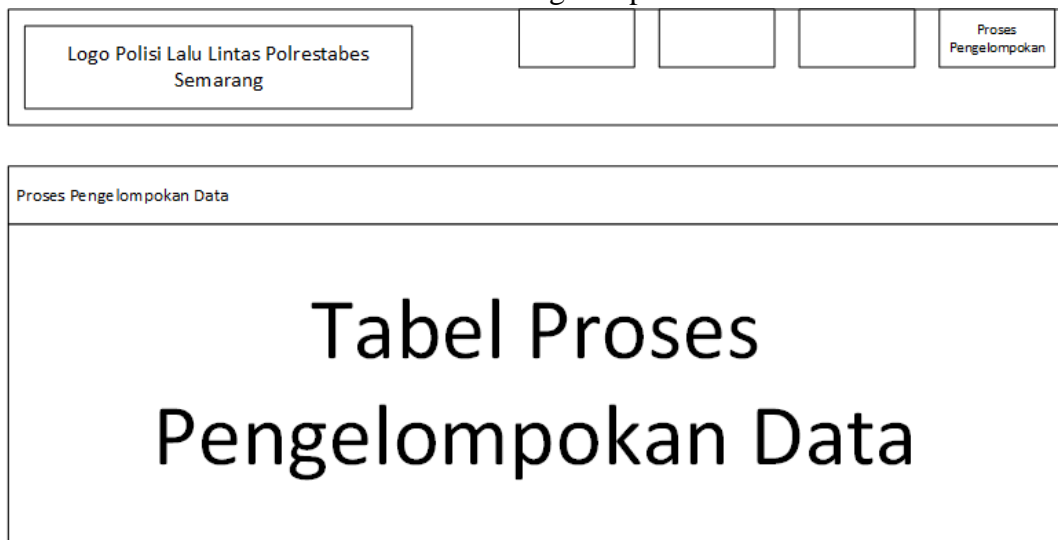 Logo Polisi Lalu Lintas Polrestabes
Semarang
Proses
Pengelompokan
Proses Pengelompokan Data
Tabel Proses
Pengelompokan Data